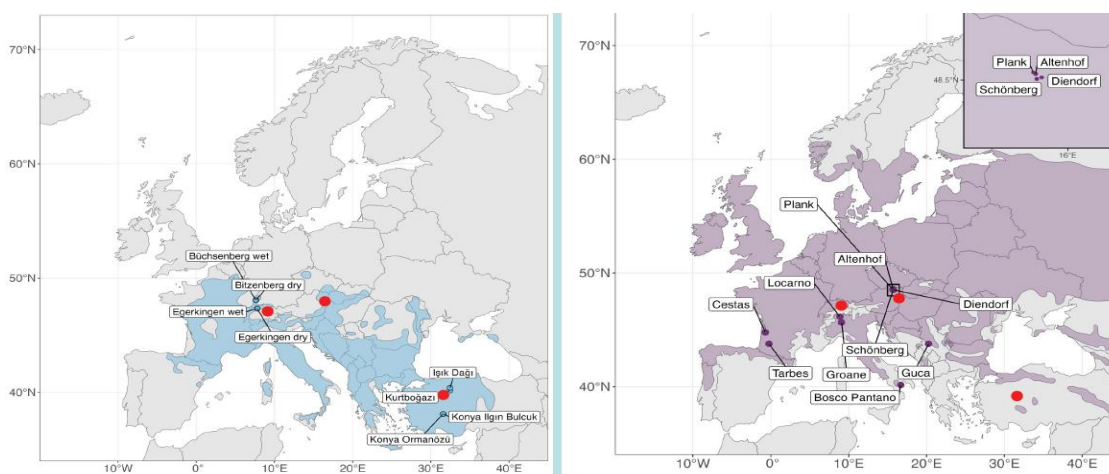 70°N
60°N
50°N
40°N
Büchsenberg wet
Bitzenberg dry
Egerkingen wet
Egerkingen dry
Işık Dağı
Kurtboğazı
Konya Ilgın Bulcuk
Konya Ormanözü
10°W
0°
10°E
20°E
30°E
40°E
70°N
60°N
50°N
40°N
Plank
Altenhof
48.5°N
Schönberg
Diendorf
16°E
Plank
Altenhof
Locarno
Cestas
Diendorf
Schönberg
Tarbes
Groane
Guca
Bosco Pantano
10°W
0°
10°E
20°E
30°E
40°E